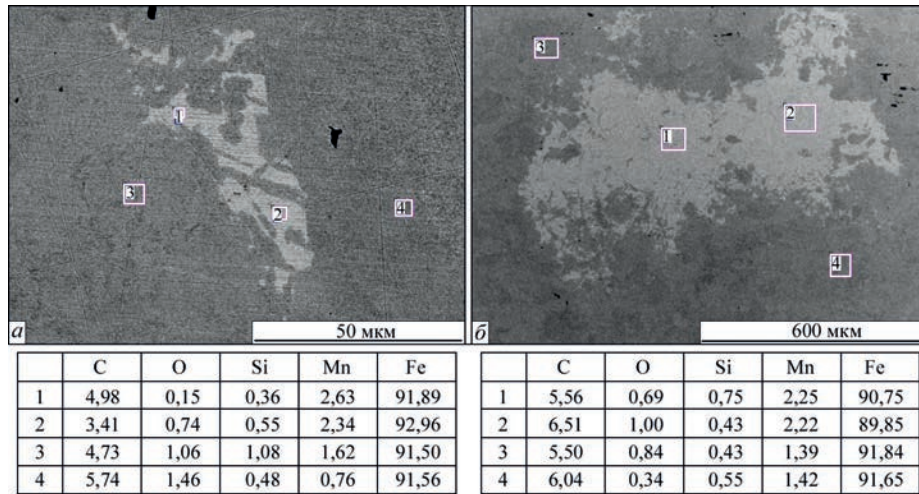 3
2
1
1
2
3
4
4
а
50 мкм
б
600 мкм
C O Si Mn Fe
1 4,98 0,15 0,36 2,63 91,89
2 3,41 0,74 0,55 2,34 92,96
3 4,73 1,06 1,08 1,62 91,50
4 5,74 1,46 0,48 0,76 91,56
C O Si Mn Fe
1 5,56 0,69 0,75 2,25 90,75
2 6,51 1,00 0,43 2,22 89,85
3 5,50 0,84 0,43 1,39 91,84
4 6,04 0,34 0,55 1,42 91,65